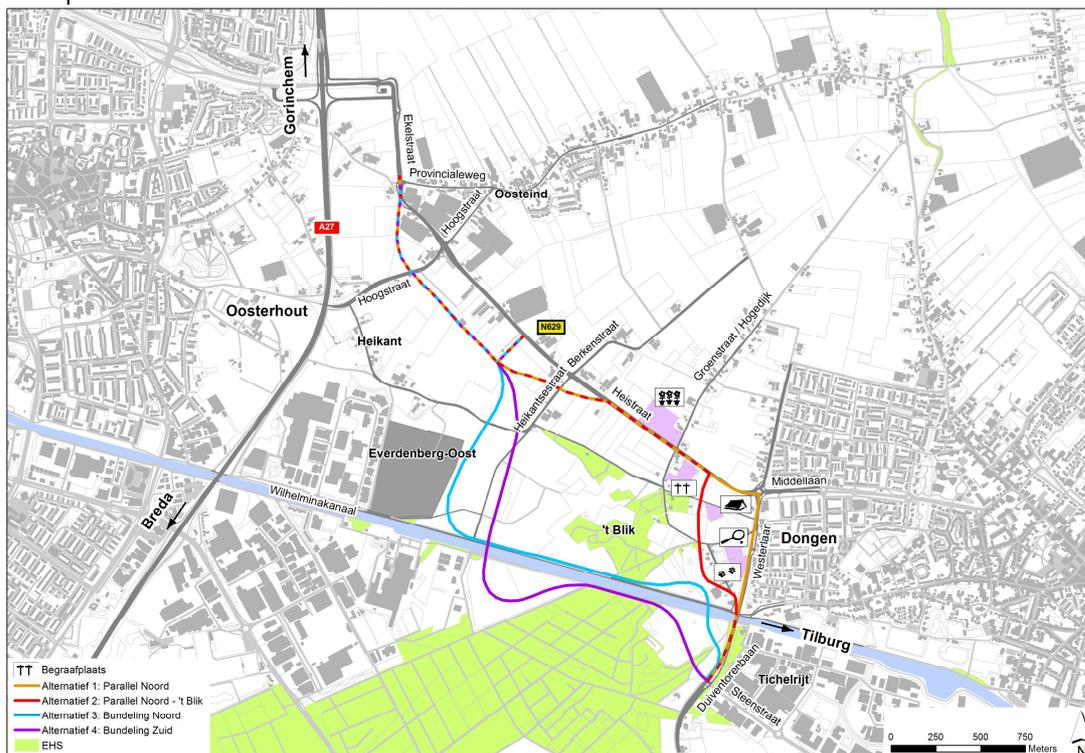 Gorinchem
Ekelstraat
Provincialeweg
Oosteind
Hoogstraat
A27
Hoogstraat
Oosterhout
Heikant
N629
Berkenstraat
Groenstraat / Hogedijk
Heikantsestraat
Heistraat
Everdenberg-Oost
††
Middellaan
Wilhelminakanaal
Breda
't Blik
Dongen
Westerlaar
Tilburg
Duiventorenbaan
Tichelrijt
Steenstraat
†† Begraafplaats
Alternatief 1: Parallel Noord
Alternatief 2: Parallel Noord - 't Blik
Alternatief 3: Bundeling Noord
Alternatief 4: Bundeling Zuid
EHS
0 250 500 750
Meters